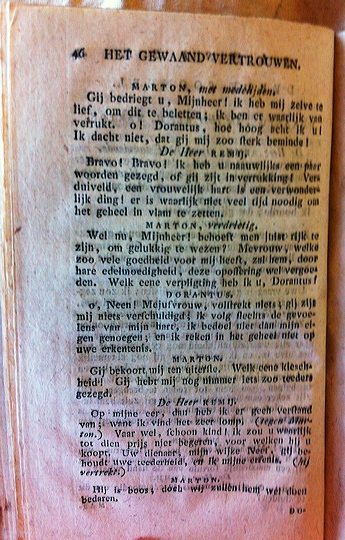 46 HET GEWAAND VERTROUWEN.
MARTON, met medelijden.
Gij bedriegt u, Mijnheer! ik heb mij zelve te
lief, om dit te beletten; ik ben er waarlijk van
verrukt. o! Dorantus, hoe hoog acht ik u!
Ik dacht niet, dat gij mij zoo sterk beminde!
De Heer REMIJ.
Bravo! Bravo! ik heb u naauwlijks een paar
woorden gezegd, of gij zijt in verrukking! Ver-
duiveld, een vrouwelijk hart is een verwonder-
lijk ding! er is waarlijk niet veel tijd noodig om
het geheel in vlam te zetten.
MARTON, verdrietig.
Wel nu, Mijnheer! behoeft men juist rijk te
zijn, om gelukkig te wezen? Mevrouw, welke
zoo vele goedheid voor mij heeft, zal hem, door
hare edelmoedigheid, deze opoffering wel vergoe-
den. Welk eene verpligting heb ik u, Dorantus!
DORANTUS.
o, Neen! Mejufvrouw, volstrekt niets; gij zijt
mij niets verschuldigd; ik volg slechts de gevoe-
lens van mijn hart, ik bedoel niet dan mijn ei-
gen genoegen; en ik reken in het geheel niet op
uwe erkentenis.
MARTON.
Gij bekoort mij ten uiterste. Welk eene kiesch-
heid! Gij hebt mij nog nimmer iets zoo teeders
gezegd.
De Heer REMIJ.
Op mijne eer, dan heb ik er geen verstand
van; want ik vind het zeer lomp. (tegen Mar-
ton.) Vaar wel, schoon kind! ik zou u waarlijk
tot dien prijs niet begeren, voor welken hij u
koopt. Uw dienaar, mijn wijke Neef, gij be-
houdt uwe teederheid, en ik mijne erfenis. (hij
vertrekt.)
MARTON.
Hij is boos; doch wij zullen hem wel doen
bedaren.
DO-